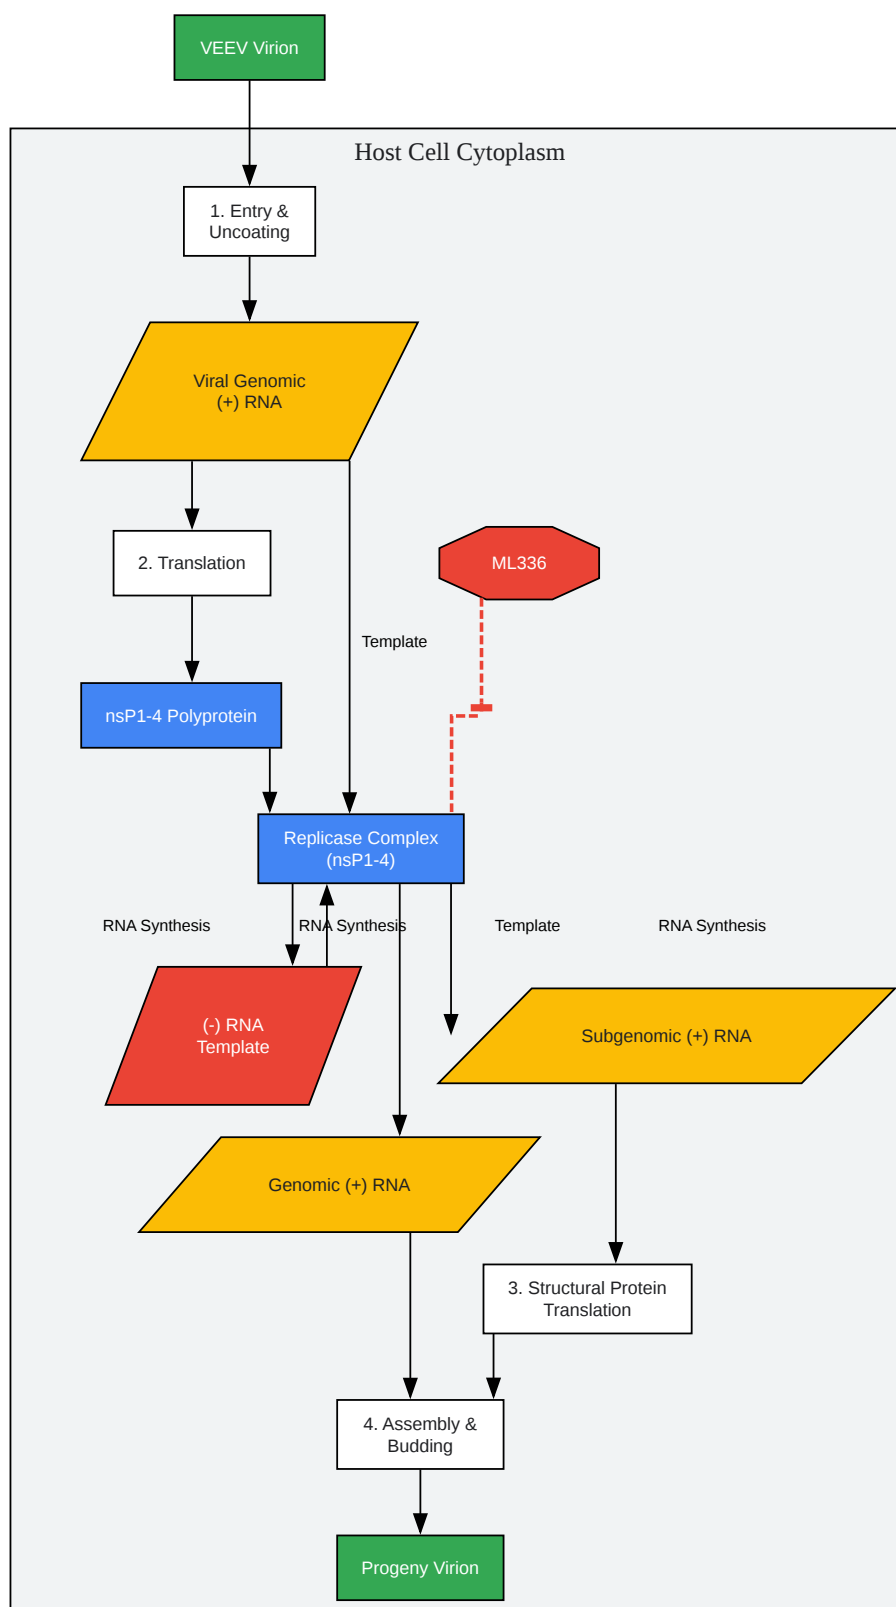 VEEV Virion
Host Cell Cytoplasm
1. Entry &
Uncoating
Viral Genomic
(+) RNA
2. Translation
ML336
Template
nsP1-4 Polyprotein
Replicase Complex
(nsP1-4)
RNA Synthesis
RNA Synthesis
Template
RNA Synthesis
(-) RNA
Template
Subgenomic (+) RNA
Genomic (+) RNA
3. Structural Protein
Translation
4. Assembly &
Budding
Progeny Virion